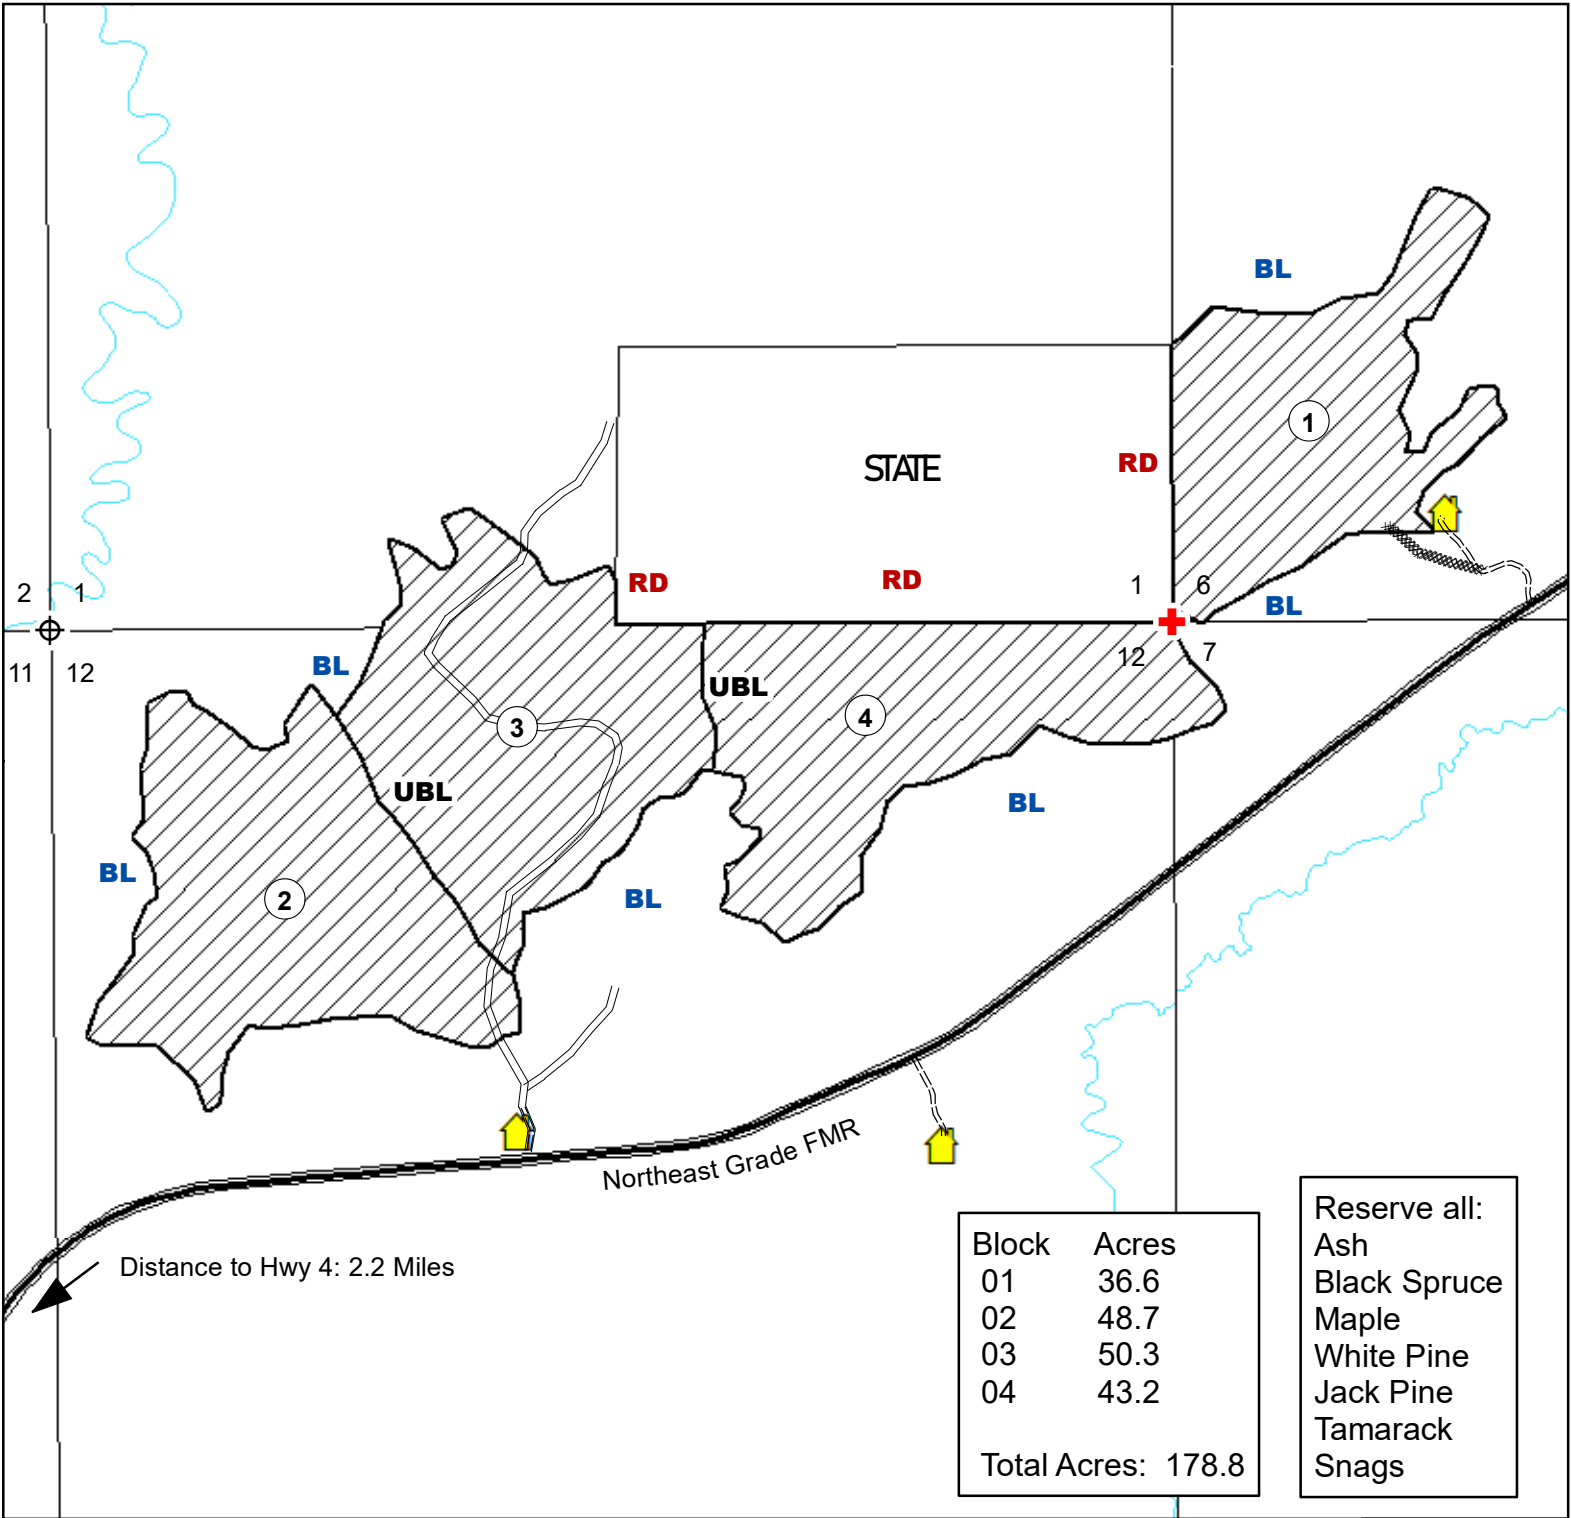 BL
1
STATE
RD
RD
RD
2 1
1 6
BL
11 12
BL
12 7
UBL
3
4
UBL
BL
BL
2
BL
Northeast Grade FMR
Distance to Hwy 4: 2.2 Miles
Block Acres
01 36.6
02 48.7
03 50.3
04 43.2
Total Acres: 178.8
Reserve all:
Ash
Black Spruce
Maple
White Pine
Jack Pine
Tamarack
Snags